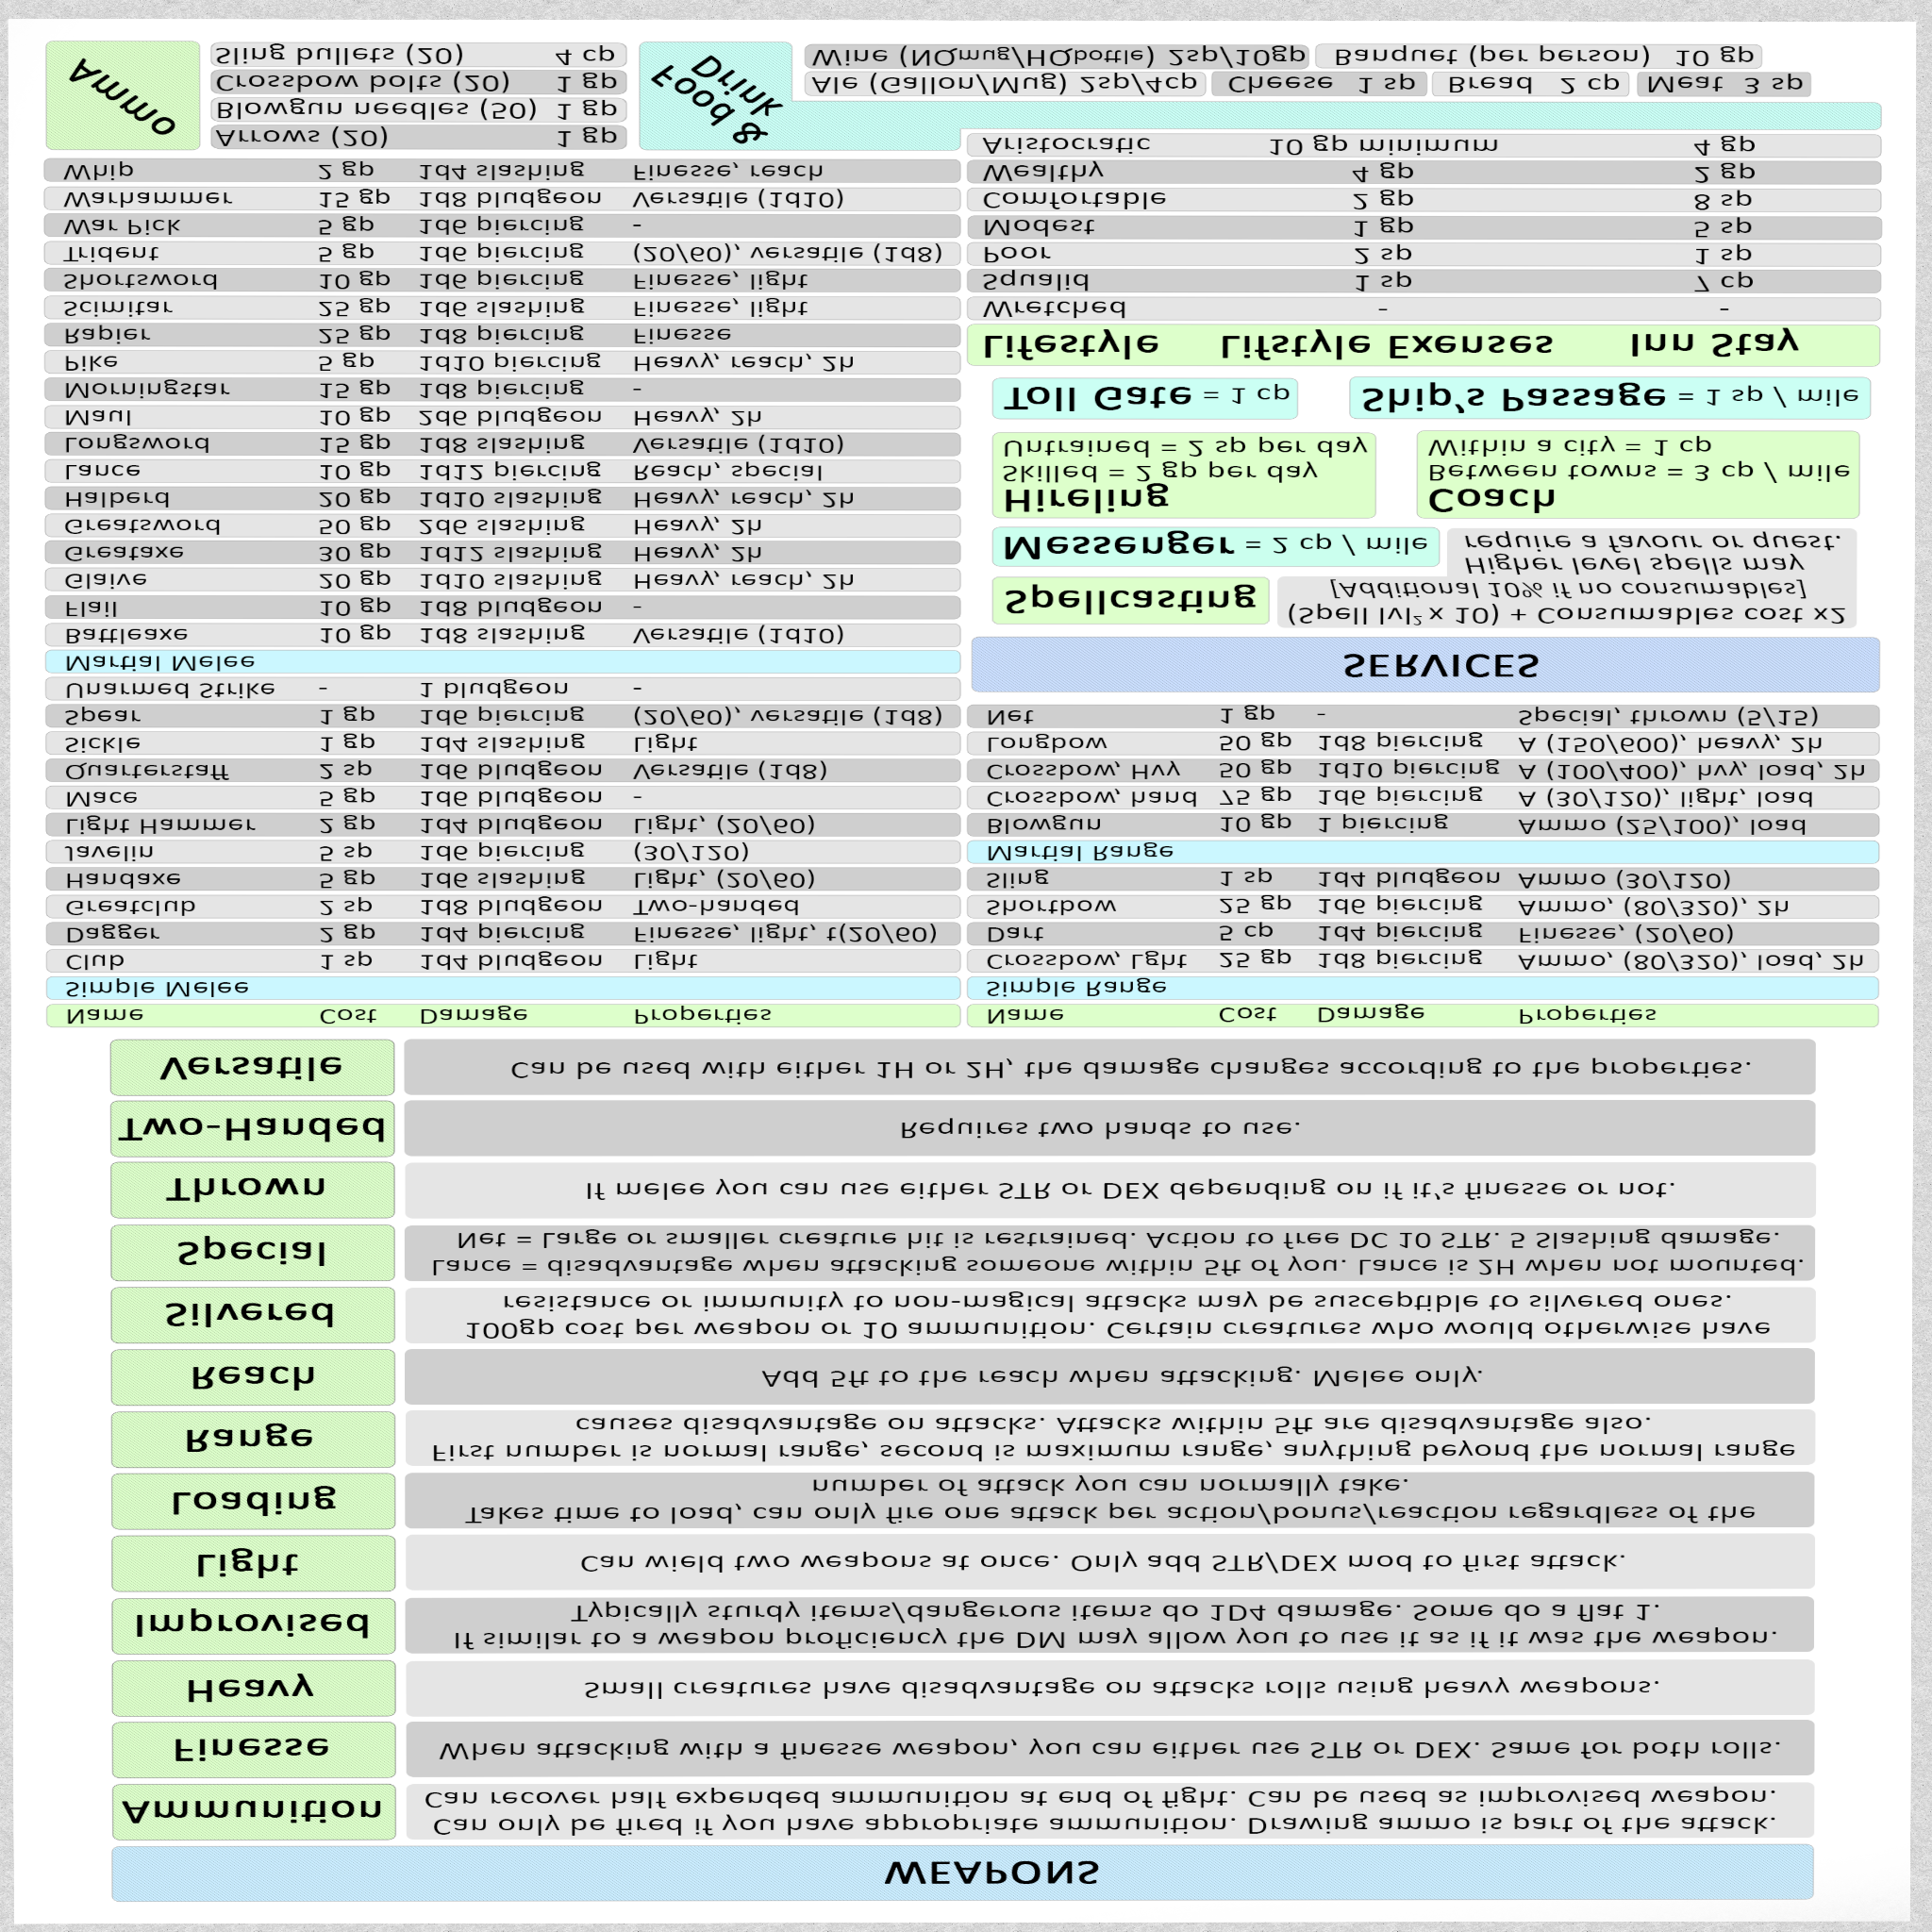 WEAPONS
Ammunition
Can only be fired if you have appropriate ammunition. Drawing ammo is part of the attack.
Can recover half expended ammunition at end of fight. Can be used as improvised weapon.
Finesse
When attacking with a finesse weapon, you can either use STR or DEX. Same for both rolls.
Heavy
Small creatures have disadvantage on attacks rolls using heavy weapons.
Improvised
If similar to a weapon proficiency the DM may allow you to use it as if it was the weapon.
Typically sturdy items/dangerous items do 1D4 damage. Some do a flat 1.
Light
Can wield two weapons at once. Only add STR/DEX mod to first attack.
Loading
Takes time to load, can only fire one attack per action/bonus/reaction regardless of the
number of attack you can normally take.
Range
First number is normal range, second is maximum range, anything beyond the normal range
causes disadvantage on attacks. Attacks within 5ft are disadvantage also.
Reach
Add 5ft to the reach when attacking. Melee only.
Silvered
100gp cost per weapon or 10 ammunition. Certain creatures who would otherwise have
resistance or immunity to non-magical attacks may be susceptible to silvered ones.
Special
Lance = disadvantage when attacking someone within 5ft of you. Lance is 2H when not mounted.
Net = Large or smaller creature hit is restrained. Action to free DC 10 STR. 5 Slashing damage.
Thrown
If melee you can use either STR or DEX depending on if it's finesse or not.
Two-Handed
Requires two hands to use.
Versatile
Can be used with either 1H or 2H, the damage changes according to the properties.
Name Cost Damage Properties
Simple Melee
Club 1 sp 1d4 bludgeon Light
Dagger 2 gp 1d4 piercing Finesse, light, t(20/60)
Greatclub 2 sp 1d8 bludgeon Two-handed
Handaxe 5 gp 1d6 slashing Light, (20/60)
Javelin 5 sp 1d6 piercing (30/120)
Light Hammer 2 gp 1d4 bludgeon Light, (20/60)
Mace 5 gp 1d6 bludgeon -
Quarterstaff 2 sp 1d6 bludgeon Versatile (1d8)
Sickle 1 gp 1d4 slashing Light
Spear 1 gp 1d6 piercing (20/60), versatile (1d8)
Unarmed Strike - 1 bludgeon -
Martial Melee
Battleaxe 10 gp 1d8 slashing Versatile (1d10)
Flail 10 gp 1d8 bludgeon -
Glaive 20 gp 1d10 slashing Heavy, reach, 2h
Greataxe 30 gp 1d12 slashing Heavy, 2h
Greatsword 50 gp 2d6 slashing Heavy, 2h
Halberd 20 gp 1d10 slashing Heavy, reach, 2h
Lance 10 gp 1d12 piercing Reach, special
Longsword 15 gp 1d8 slashing Versatile (1d10)
Maul 10 gp 2d6 bludgeon Heavy, 2h
Morningstar 15 gp 1d8 piercing -
Pike 5 gp 1d10 piercing Heavy, reach, 2h
Rapier 25 gp 1d8 piercing Finesse
Scimitar 25 gp 1d6 slashing Finesse, light
Shortsword 10 gp 1d6 piercing Finesse, light
Trident 5 gp 1d6 piercing (20/60), versatile (1d8)
War Pick 5 gp 1d6 piercing -
Warhammer 15 gp 1d8 bludgeon Versatile (1d10)
Whip 2 gp 1d4 slashing Finesse, reach
Name Cost Damage Properties
Simple Range
Crossbow, Lght 25 gp 1d8 piercing Ammo, (80/320), load, 2h
Dart 5 cp 1d4 piercing Finesse, (20/60)
Shortbow 25 gp 1d6 piercing Ammo, (80/320), 2h
Sling 1 sp 1d4 bludgeon Ammo (30/120)
Martial Range
Blowgun 10 gp 1 piercing Ammo (25/100), load
Crossbow, hand 75 gp 1d6 piercing A (30/120), light, load
Crossbow, Hvy 50 gp 1d10 piercing A (100/400), hvy, load, 2h
Longbow 50 gp 1d8 piercing A (150/600), heavy, 2h
Net 1 gp - Special, thrown (5/15)
SERVICES
Spellcasting
(Spell lvl² x 10) + Consumables cost x2
[Additional 10% if no consumables]
Higher level spells may
require a favour or quest.
Messenger = 2 cp / mile
Hireling
Skilled = 2 gp per day
Untrained = 2 sp per day
Coach
Between towns = 3 cp / mile
Within a city = 1 cp
Toll Gate = 1 cp
Ship's Passage = 1 sp / mile
Lifestyle Lifstyle Exenses Inn Stay
Wretched - -
Squalid 1 sp 7 cp
Poor 2 sp 1 sp
Modest 1 gp 5 sp
Comfortable 2 gp 8 sp
Wealthy 4 gp 2 gp
Aristocratic 10 gp minimum 4 gp
Ammo
Arrows (20) 1 gp
Blowgun needles (50) 1 gp
Crossbow bolts (20) 1 gp
Sling bullets (20) 4 cp
Food &
Drink
Ale (Gallon/Mug) 2sp/4cp Cheese 1 sp Bread 2 cp Meat 3 sp
Wine (NQmug/HQbottle) 2sp/10gp Banquet (per person) 10 gp